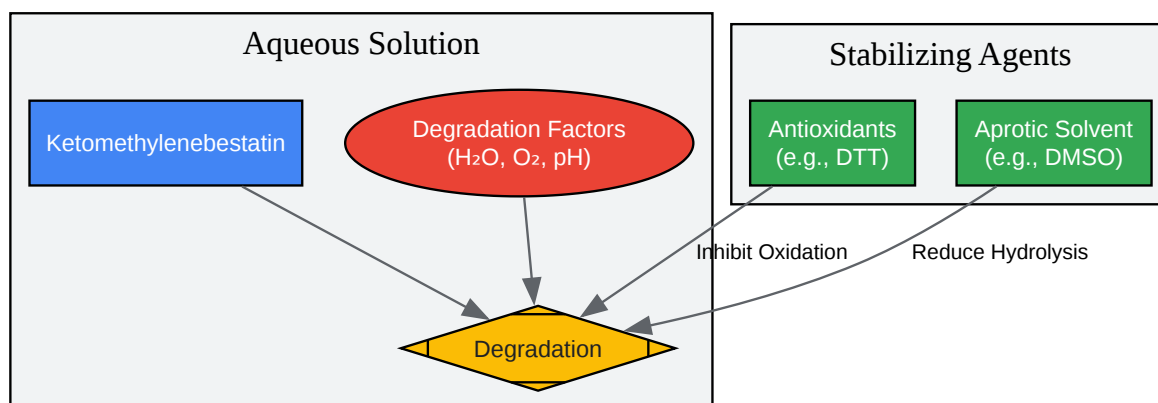 Aqueous Solution
Stabilizing Agents
Ketomethylenebestatin
Degradation Factors
(H₂O, O₂, pH)
Antioxidants
(e.g., DTT)
Aprotic Solvent
(e.g., DMSO)
Inhibit Oxidation
Reduce Hydrolysis
Degradation